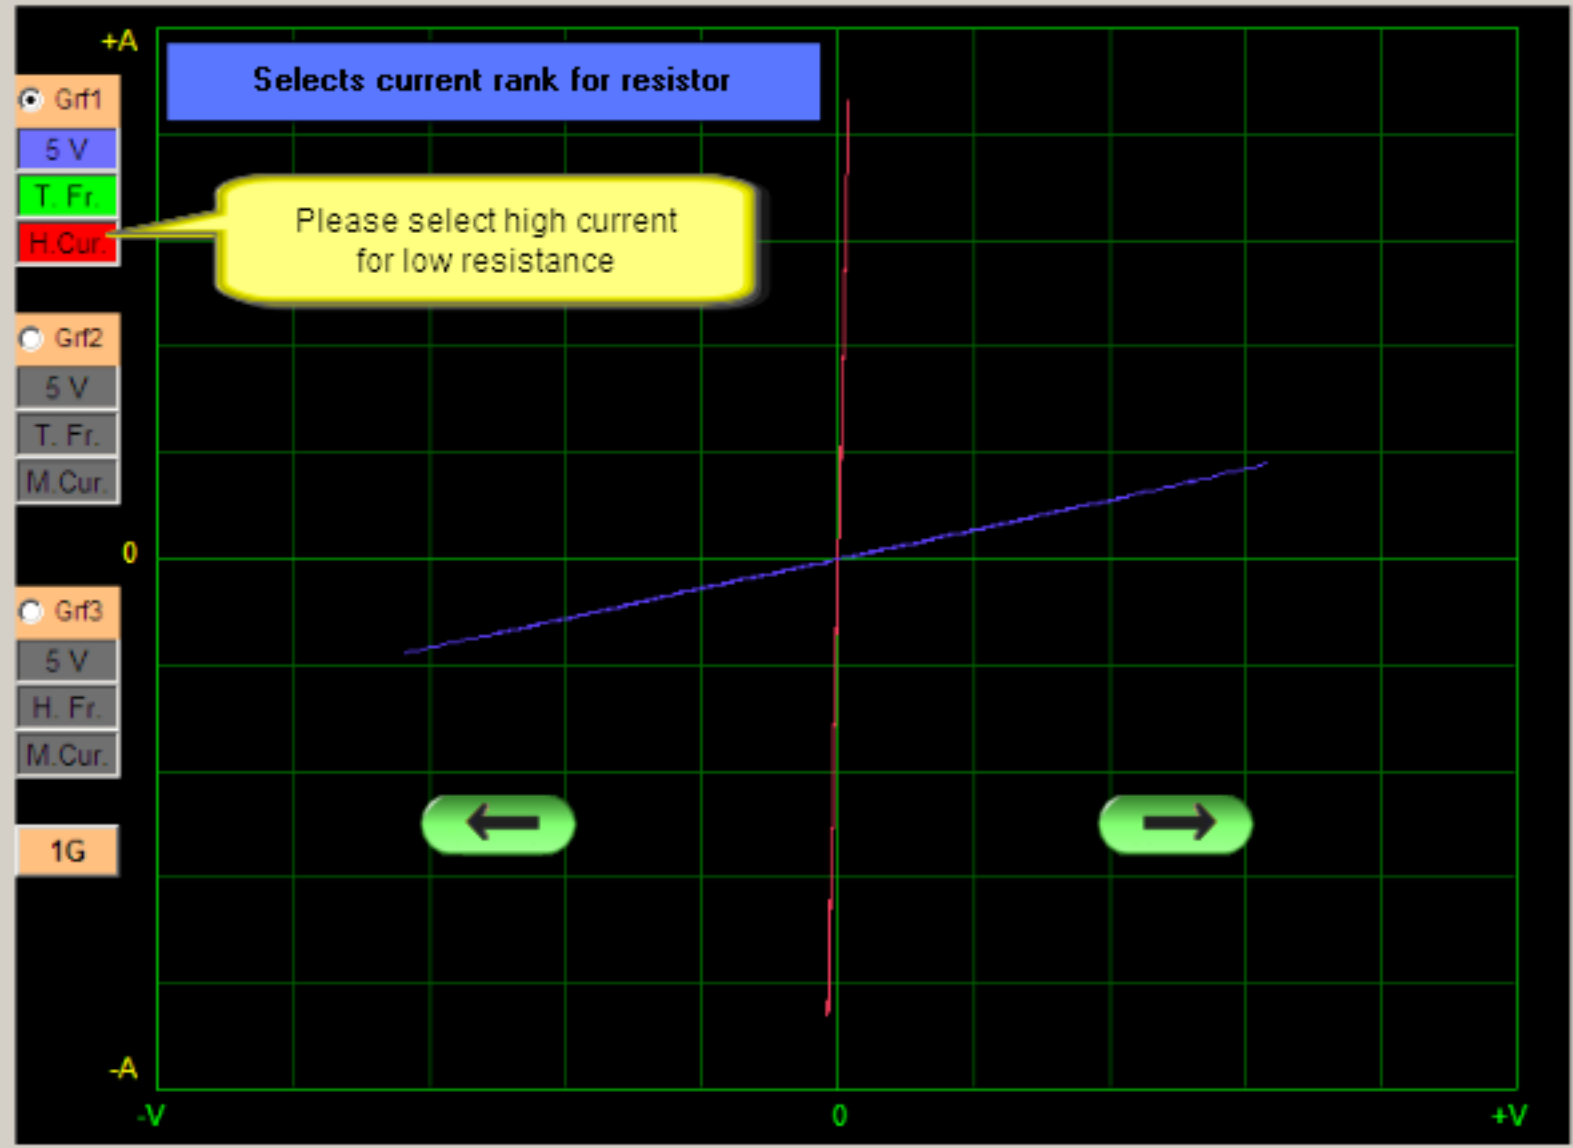 +A
Selects current rank for resistor
Grf1
5 V
T. Fr.
H.Cur.
Please select high current
for low resistance
Grf2
5 V
T. Fr.
M.Cur.
0
Grf3
5 V
H. Fr.
M.Cur.
1G
-A
-V
0
+V